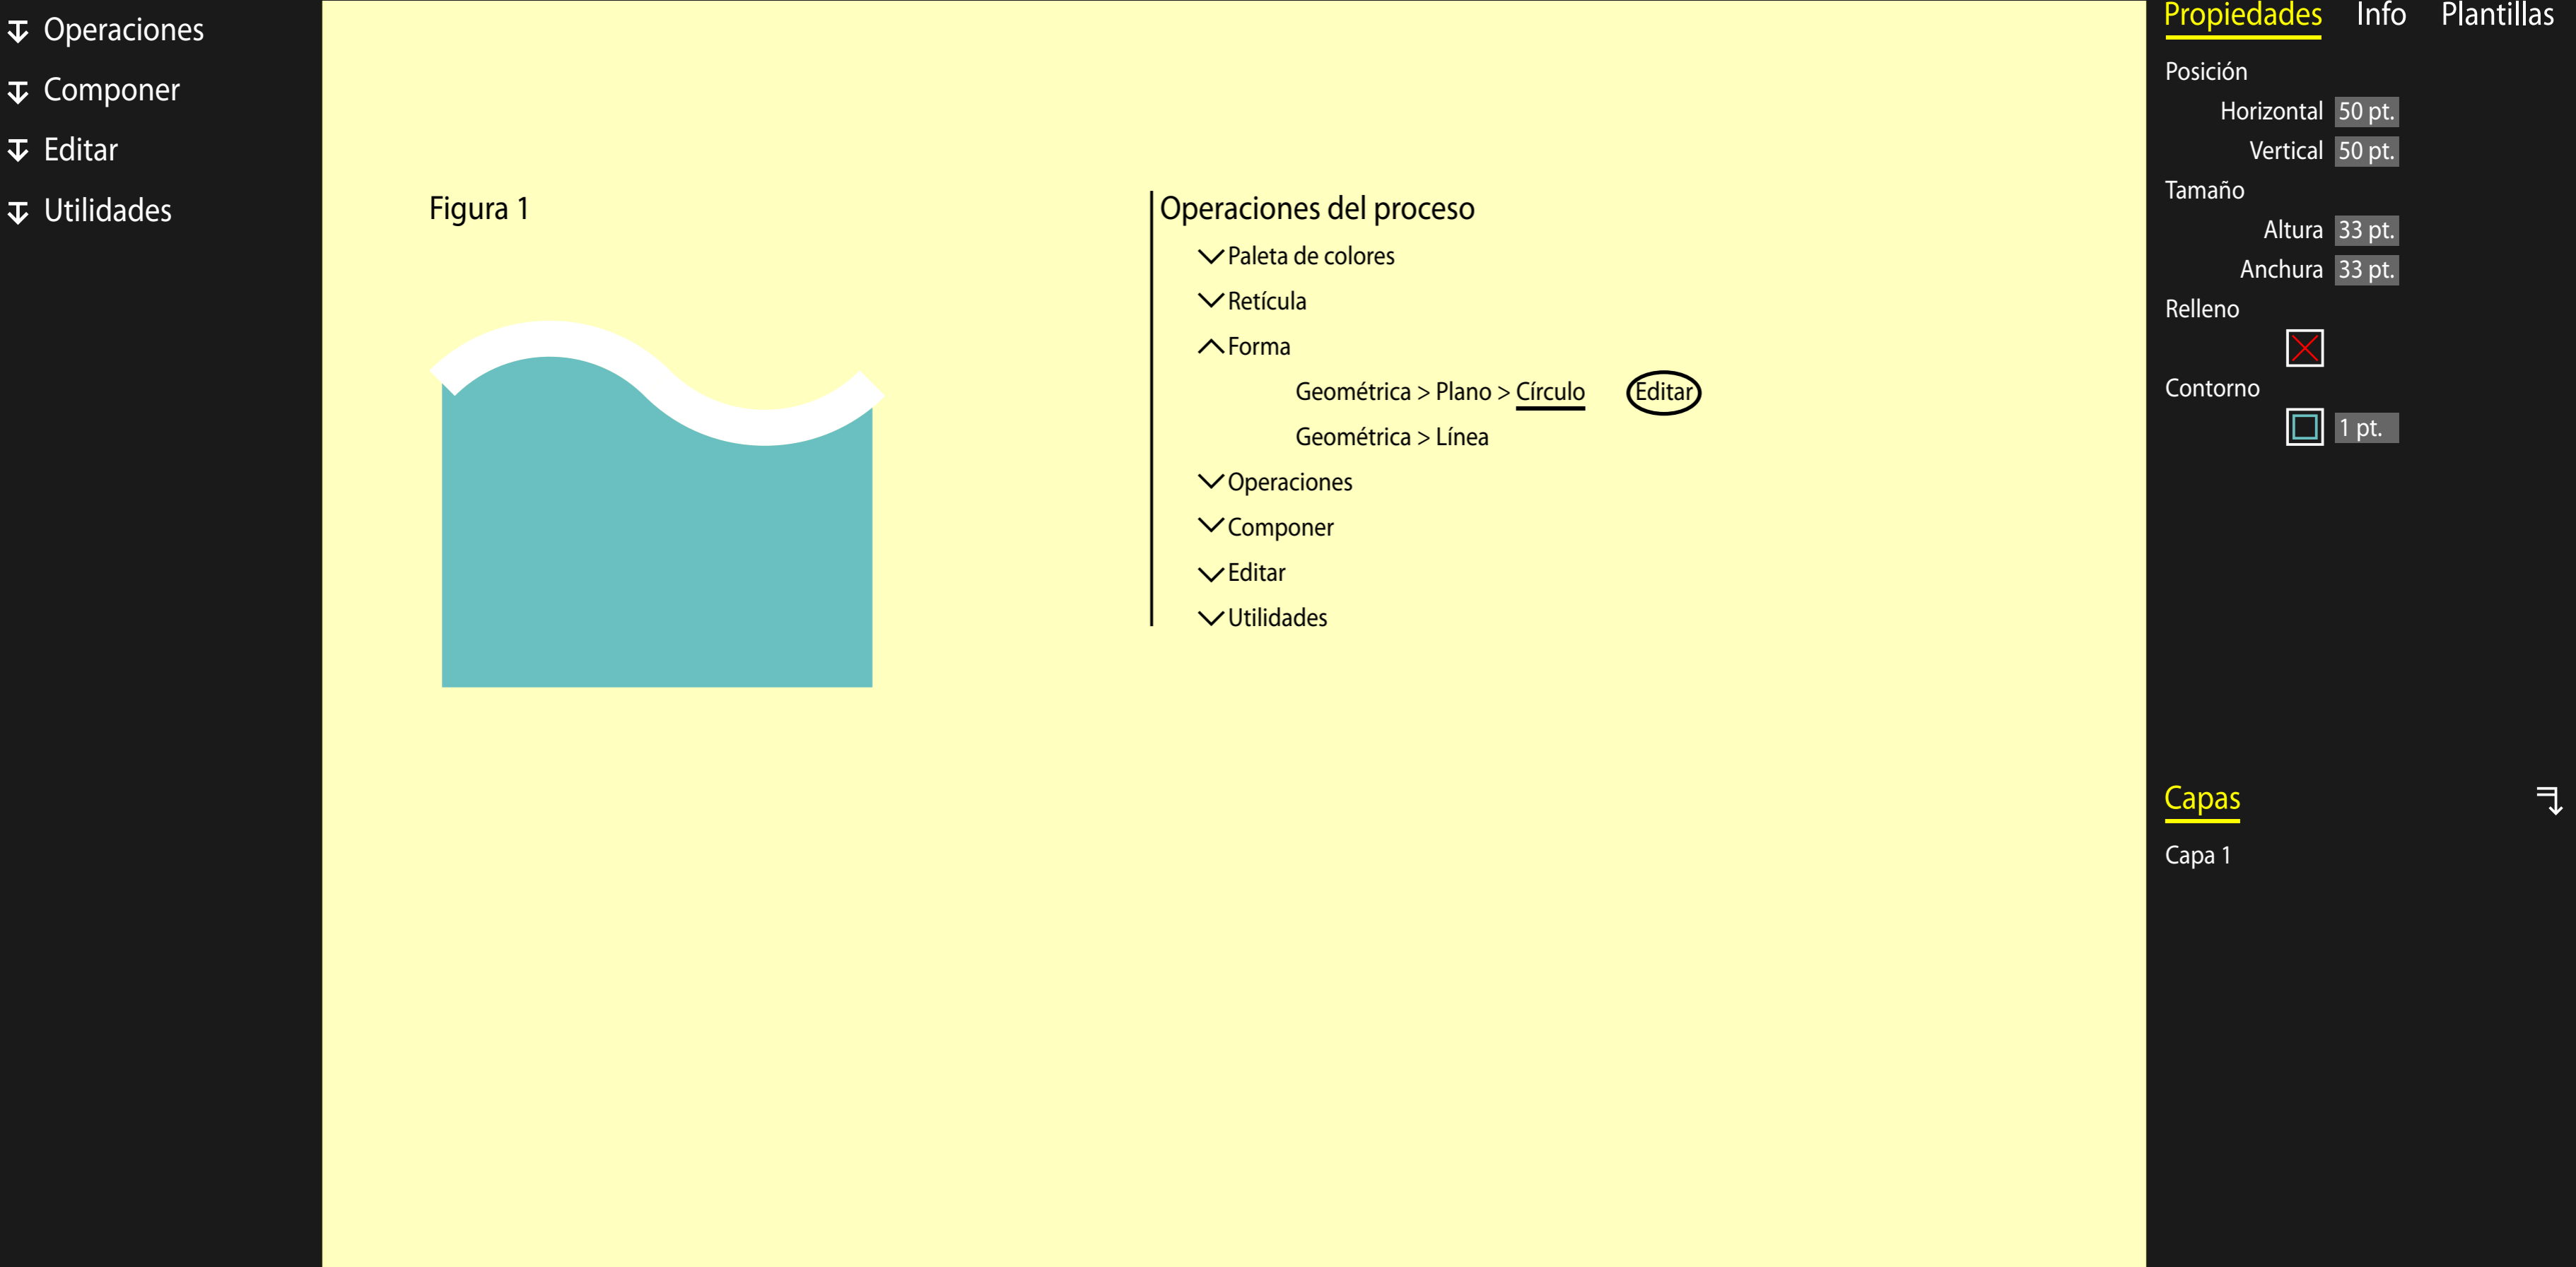 Operaciones
Componer
Editar
Utilidades
Figura 1
Operaciones del proceso
Paleta de colores
Retícula
Forma
Geométrica > Plano > Círculo Editar
Geométrica > Línea
Operaciones
Componer
Editar
Utilidades
Propiedades Info Plantillas
Posición
Horizontal 50 pt.
Vertical 50 pt.
Tamaño
Altura 33 pt.
Anchura 33 pt.
Relleno
Contorno
1 pt.
Capas
Capa 1